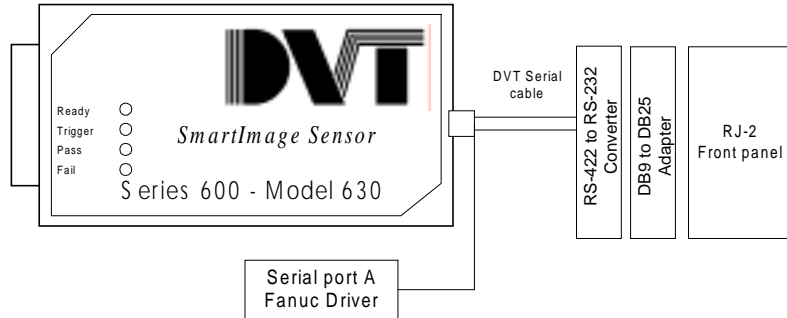 DVT
Ready
Trigger
Pass
Fail
SmartImage Sensor
Series 600 - Model 630
DVT Serial
cable
RS-422 to RS-232
Converter
DB9 to DB25
Adapter
RJ-2
Front panel
Serial port A
Fanuc Driver